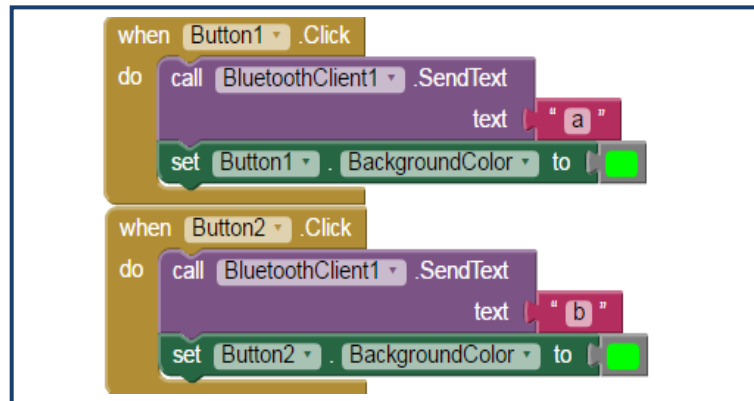 when Button1 .Click
do call BluetoothClient1 .SendText
text " a "
set Button1 . BackgroundColor to
when Button2 .Click
do call BluetoothClient1 .SendText
text " b "
set Button2 . BackgroundColor to